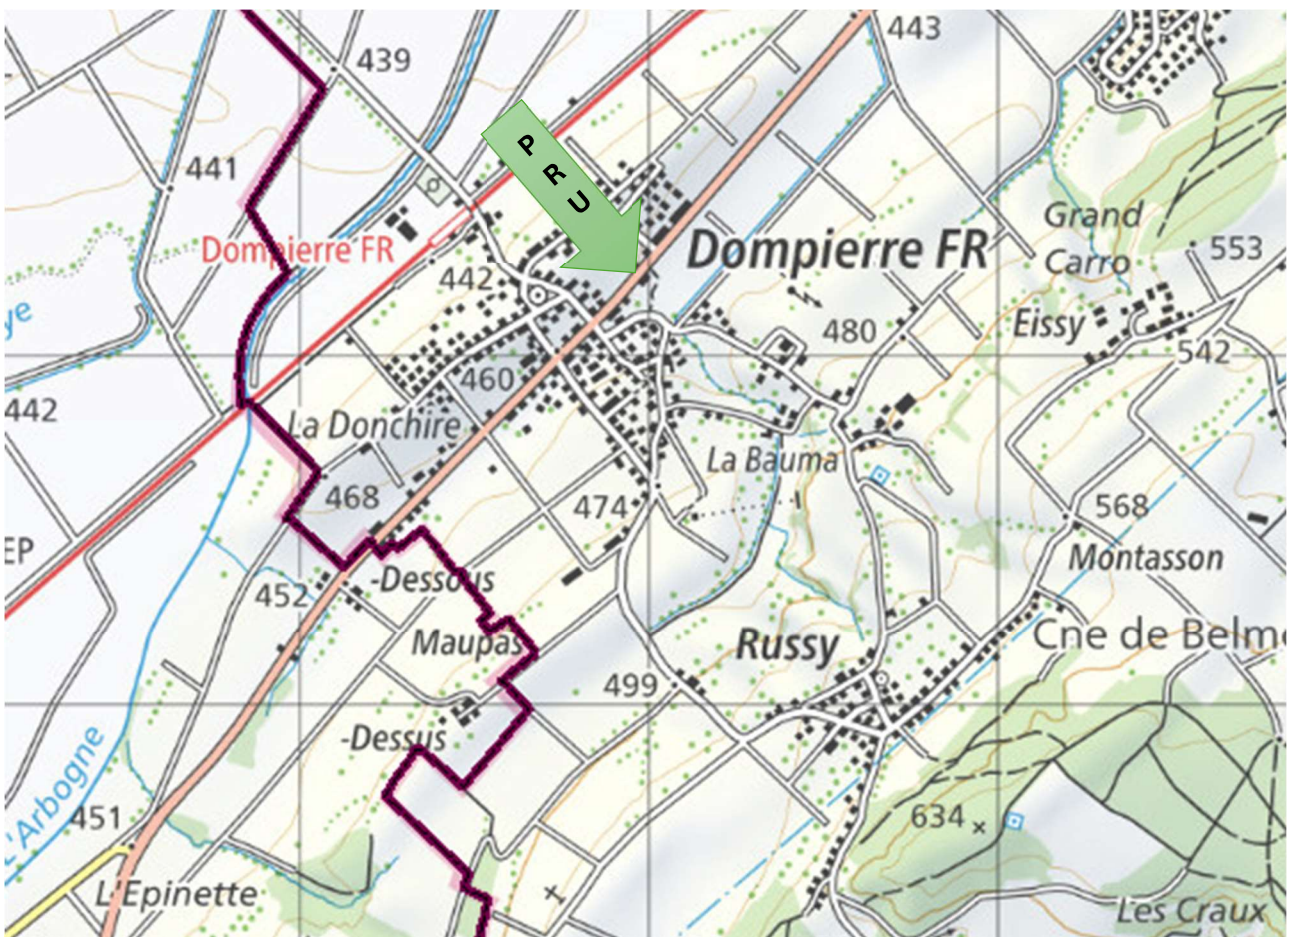 443
439
P R U
441
Grand
Carro
Dompierre FR
Dompierre FR
553
442
ye
480
Eissy
542
460
442
La Donchire
La Bauma
468
474
568
EP
Montasson
-Dessous
452
Maupas
Russy
Cne de Belm
499
-Dessus
L'Arbogne
451
634
L'Epinette
Les Craux